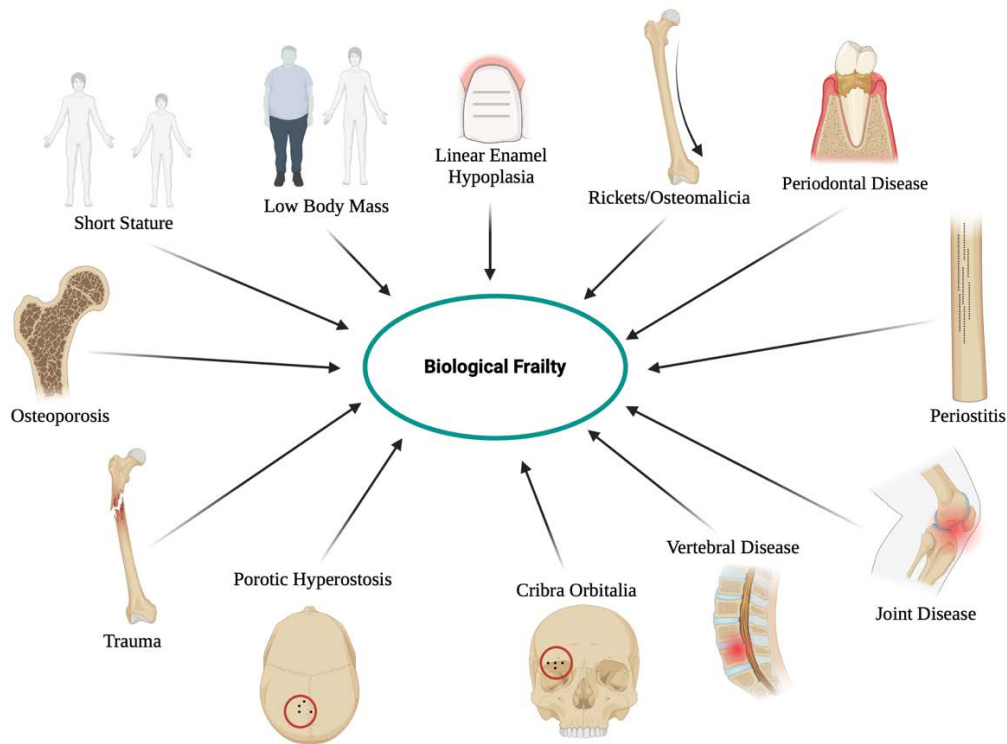 Short Stature
Low Body Mass
Linear Enamel
Hypoplasia
Rickets/Osteomalicia
Periodontal Disease
Osteoporosis
Biological Frailty
Periostitis
Trauma
Porotic Hyperostosis
Cribra Orbitalia
Vertebral Disease
Joint Disease